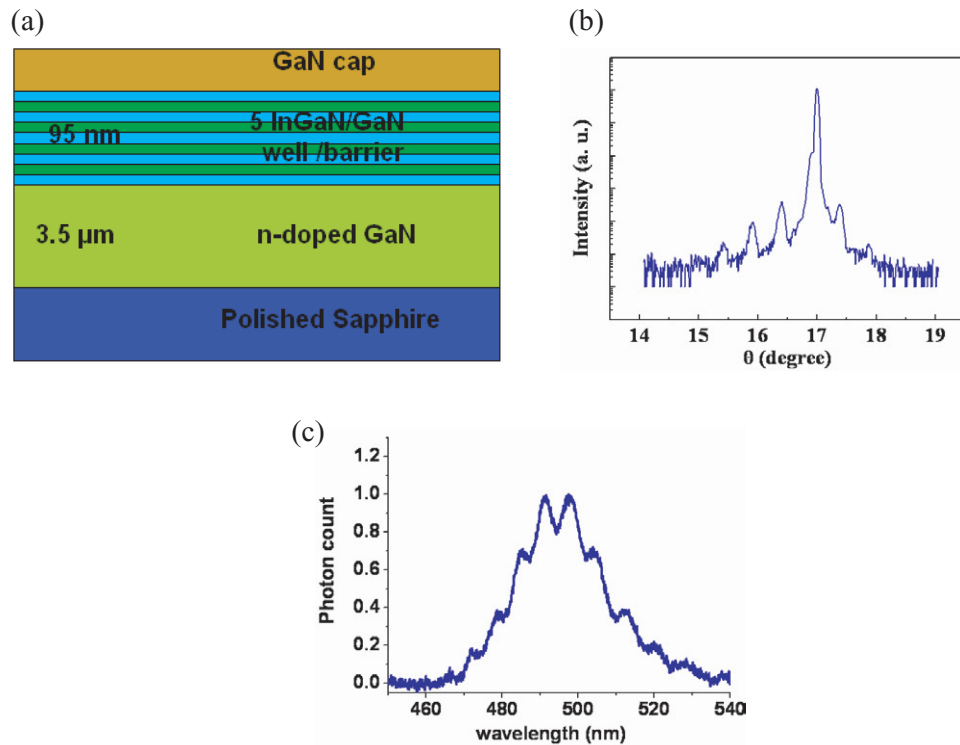 (a)
GaN cap
95 nm
5 InGaN/GaN
well /barrier
3.5 µm
n-doped GaN
Polished Sapphire
(b)
Intensity (a. u.)
14 15 16 17 18 19
θ (degree)
(c)
Photon count
1.2
1.0
0.8
0.6
0.4
0.2
0.0
460 480 500 520 540
wavelength (nm)